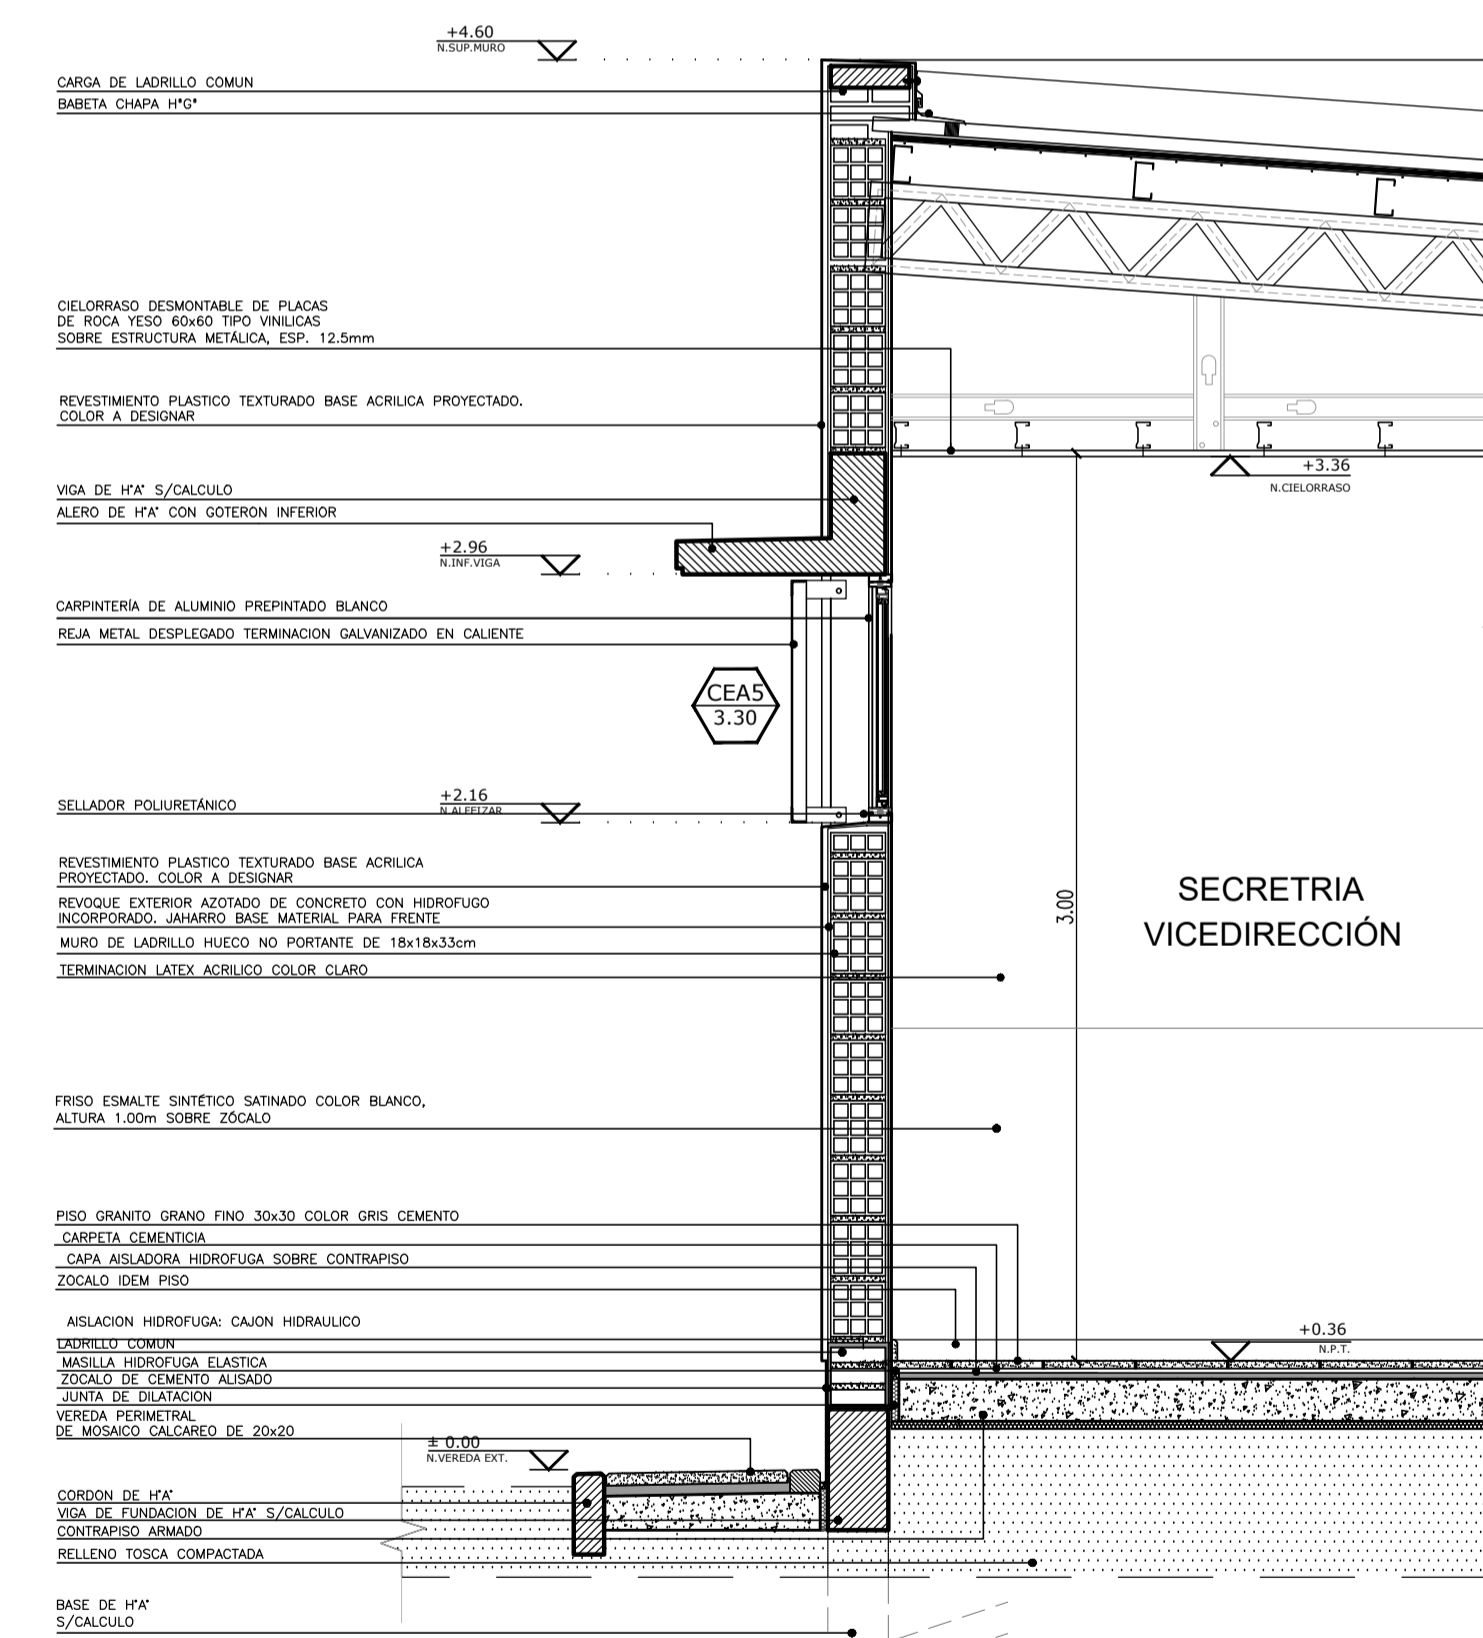 +4.60
N.SUP.MURO
CARGA DE LADRILLO COMUN
BABETA CHAPA H°G°
CIELORRASO DESMONTABLE DE PLACAS
DE ROCA YESO 60x60 TIPO VINILICAS
SOBRE ESTRUCTURA METÁLICA, ESP. 12.5mm
REVESTIMIENTO PLASTICO TEXTURADO BASE ACRILICA PROYECTADO.
COLOR A DESIGNAR
+3.36
N.CIELORRASO
VIGA DE H°A° S/CALCULO
ALERO DE H°A° CON GOTERON INFERIOR
+2.96
N.INF.VIGA
CARPINTERÍA DE ALUMINIO PREPINTADO BLANCO
REJA METAL DESPLEGADO TERMINACION GALVANIZADO EN CALIENTE
CEA5
3.30
SELLADOR POLIURETÁNICO
+2.16
N.ALFEIZAR
REVESTIMIENTO PLASTICO TEXTURADO BASE ACRILICA
PROYECTADO. COLOR A DESIGNAR
REVOQUE EXTERIOR AZOTADO DE CONCRETO CON HIDROFUGO
INCORPORADO. JAHARRO BASE MATERIAL PARA FRENTE
MURO DE LADRILLO HUECO NO PORTANTE DE 18x18x33cm
TERMINACION LATEX ACRILICO COLOR CLARO
3.00
SECRETRIA
VICEDIRECCIÓN
FRISO ESMALTE SINTÉTICO SATINADO COLOR BLANCO,
ALTURA 1.00m SOBRE ZÓCALO
PISO GRANITO GRANO FINO 30x30 COLOR GRIS CEMENTO
CARPETA CEMENTICIA
CAPA AISLADORA HIDROFUGA SOBRE CONTRAPISO
ZOCALO IDEM PISO
AISLACION HIDROFUGA: CAJON HIDRAULICO
LADRILLO COMUN
+0.36
N.P.T.
MASILLA HIDROFUGA ELASTICA
ZOCALO DE CEMENTO ALISADO
JUNTA DE DILATACION
VEREDA PERIMETRAL
DE MOSAICO CALCAREO DE 20x20
± 0.00
N.VEREDA EXT.
CORDON DE H°A°
VIGA DE FUNDACION DE H°A° S/CALCULO
CONTRAPISO ARMADO
RELLENO TOSCA COMPACTADA
BASE DE H°A°
S/CALCULO